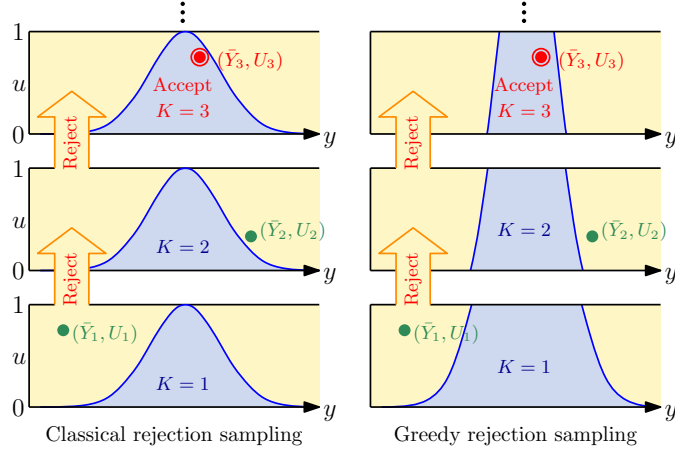 1
u
0
Reject
Accept
K = 3
(Ȳ₃, U₃)
y
1
u
0
Reject
K = 2
(Ȳ₂, U₂)
y
1
u
0
(Ȳ₁, U₁)
K = 1
y
Classical rejection sampling
Reject
Accept
K = 3
(Ȳ₃, U₃)
y
Reject
K = 2
(Ȳ₂, U₂)
y
(Ȳ₁, U₁)
K = 1
y
Greedy rejection sampling